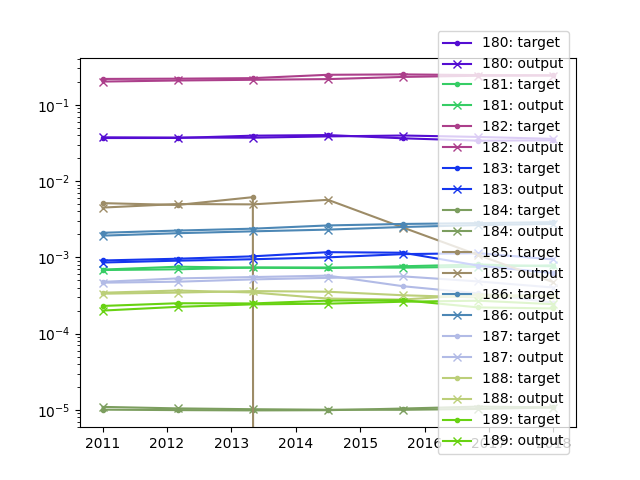 10⁻¹
10⁻²
10⁻³
10⁻⁴
10⁻⁵
2011 2012 2013 2014 2015 2016 2017 2018
180: target
180: output
181: target
181: output
182: target
182: output
183: target
183: output
184: target
184: output
185: target
185: output
186: target
186: output
187: target
187: output
188: target
188: output
189: target
189: output